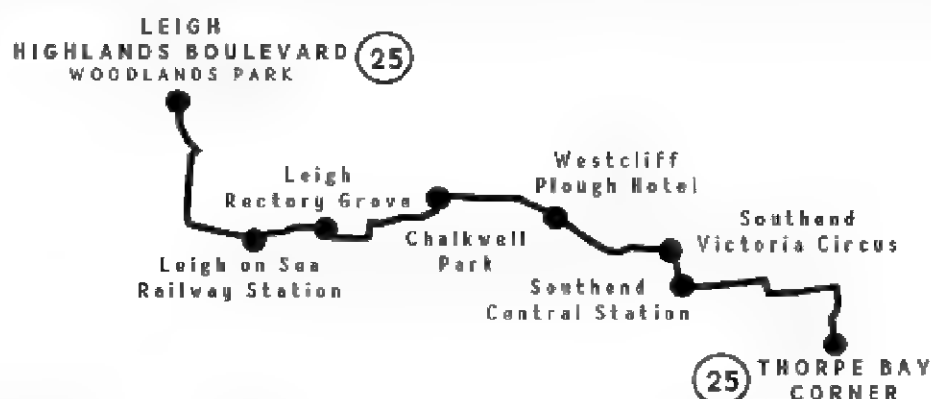 LEIGH
HIGHLANDS BOULEVARD 25
WOODLANDS PARK
Leigh
Rectory Grove
Westcliff
Plough Hotel
Chalkwell
Park
Southend
Victoria Circus
Leigh on Sea
Railway Station
Southend
Central Station
25 THORPE BAY
CORNER